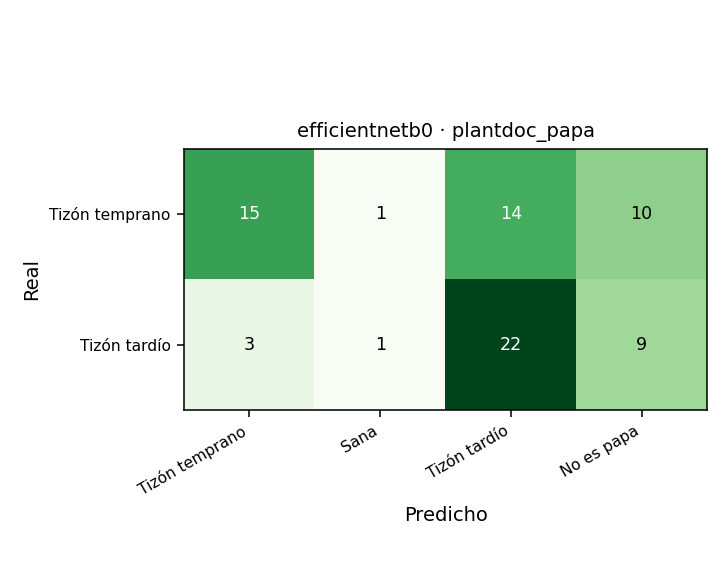 efficientnetb0 · plantdoc_papa
Real
Tizón temprano
15 1 14 10
Tizón tardío
3 1 22 9
Tizón temprano
Sana
Tizón tardío
No es papa
Predicho